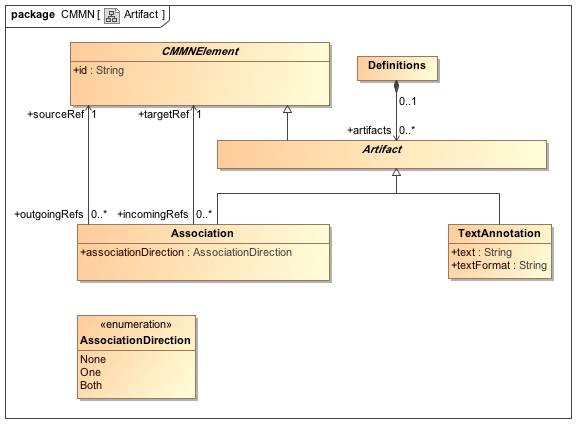 package CMMN [ Artifact ]
CMMNElement
+id : String
Definitions
0..1
+sourceRef 1
+targetRef 1
+artifacts 0..*
Artifact
+outgoingRefs 0..*
+incomingRefs 0..*
Association
+associationDirection : AssociationDirection
TextAnnotation
+text : String
+textFormat : String
«enumeration»
AssociationDirection
None
One
Both